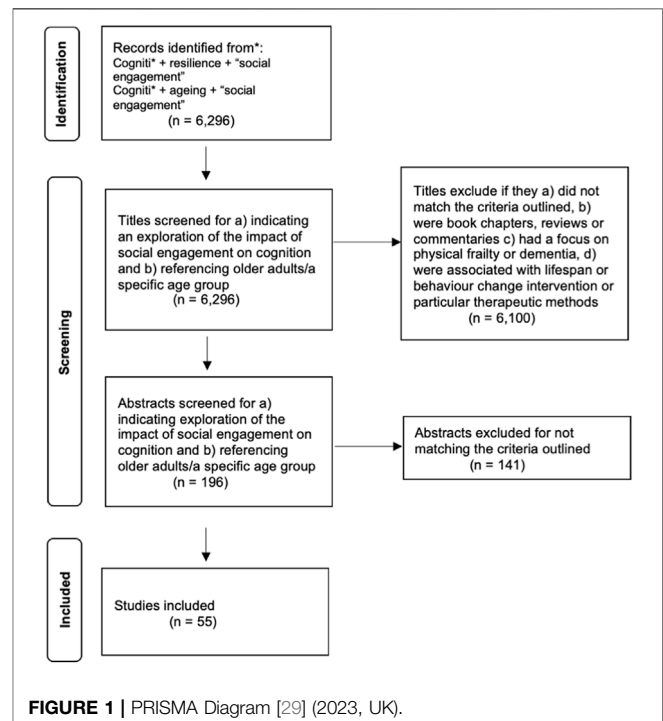 Identification
Records identified from*:
Cogniti* + resilience + “social
engagement”
Cogniti* + ageing + “social
engagement”
(n = 6,296)
Screening
Titles screened for a) indicating
an exploration of the impact of
social engagement on cognition
and b) referencing older adults/a
specific age group
(n = 6,296)
Titles exclude if they a) did not
match the criteria outlined, b)
were book chapters, reviews or
commentaries c) had a focus on
physical frailty or dementia, d)
were associated with lifespan or
behaviour change intervention or
particular therapeutic methods
(n = 6,100)
Abstracts screened for a)
indicating exploration of the
impact of social engagement on
cognition and b) referencing
older adults/a specific age group
(n = 196)
Abstracts excluded for not
matching the criteria outlined
(n = 141)
Included
Studies included
(n = 55)
FIGURE 1 | PRISMA Diagram [29] (2023, UK).